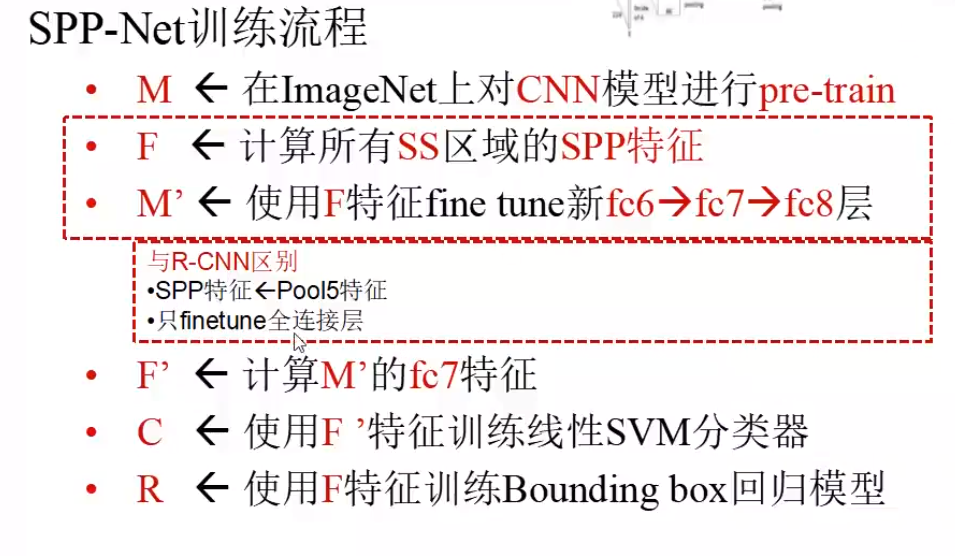 SPP-Net训练流程
• M ← 在ImageNet上对CNN模型进行pre-train
• F ← 计算所有SS区域的SPP特征
• M’ ← 使用F特征fine tune新fc6→fc7→fc8层
与R-CNN区别
•SPP特征←Pool5特征
•只finetune全连接层
• F’ ← 计算M’的fc7特征
• C ← 使用F ’特征训练线性SVM分类器
• R ← 使用F特征训练Bounding box回归模型